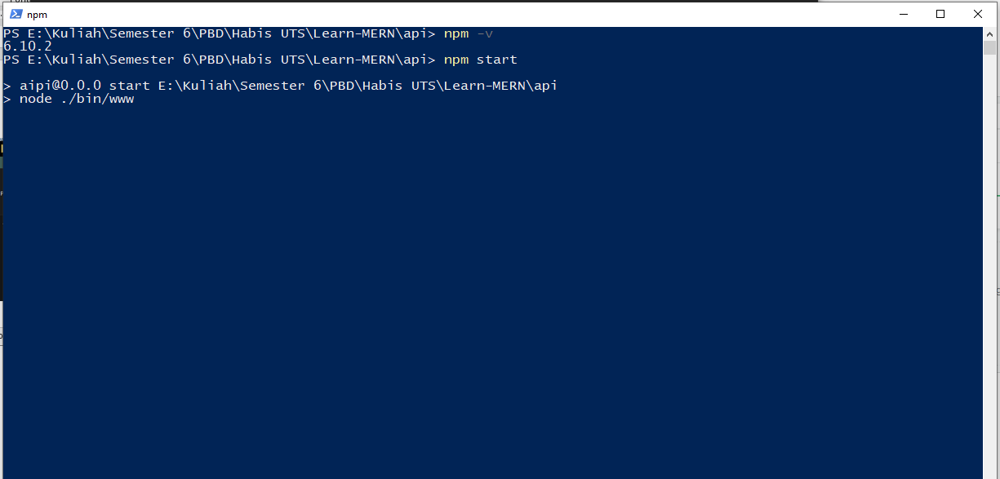 npm
PS E:\Kuliah\Semester 6\PBD\Habis UTS\Learn-MERN\api> npm -v
6.10.2
PS E:\Kuliah\Semester 6\PBD\Habis UTS\Learn-MERN\api> npm start
> aipi@0.0.0 start E:\Kuliah\Semester 6\PBD\Habis UTS\Learn-MERN\api
> node ./bin/www